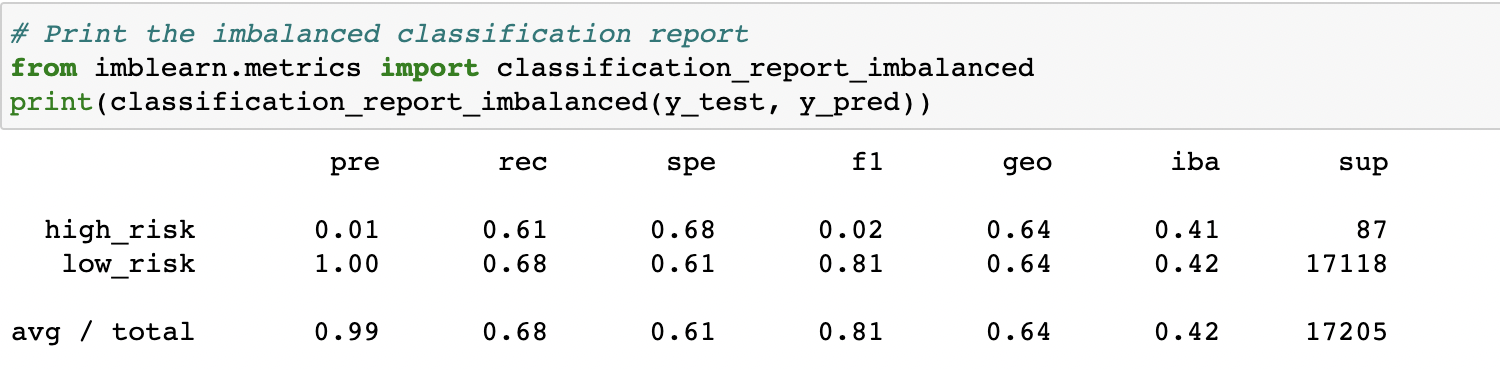 # Print the imbalanced classification report
from imblearn.metrics import classification_report_imbalanced
print(classification_report_imbalanced(y_test, y_pred))
pre rec spe f1 geo iba sup
high_risk 0.01 0.61 0.68 0.02 0.64 0.41 87
low_risk 1.00 0.68 0.61 0.81 0.64 0.42 17118
avg / total 0.99 0.68 0.61 0.81 0.64 0.42 17205